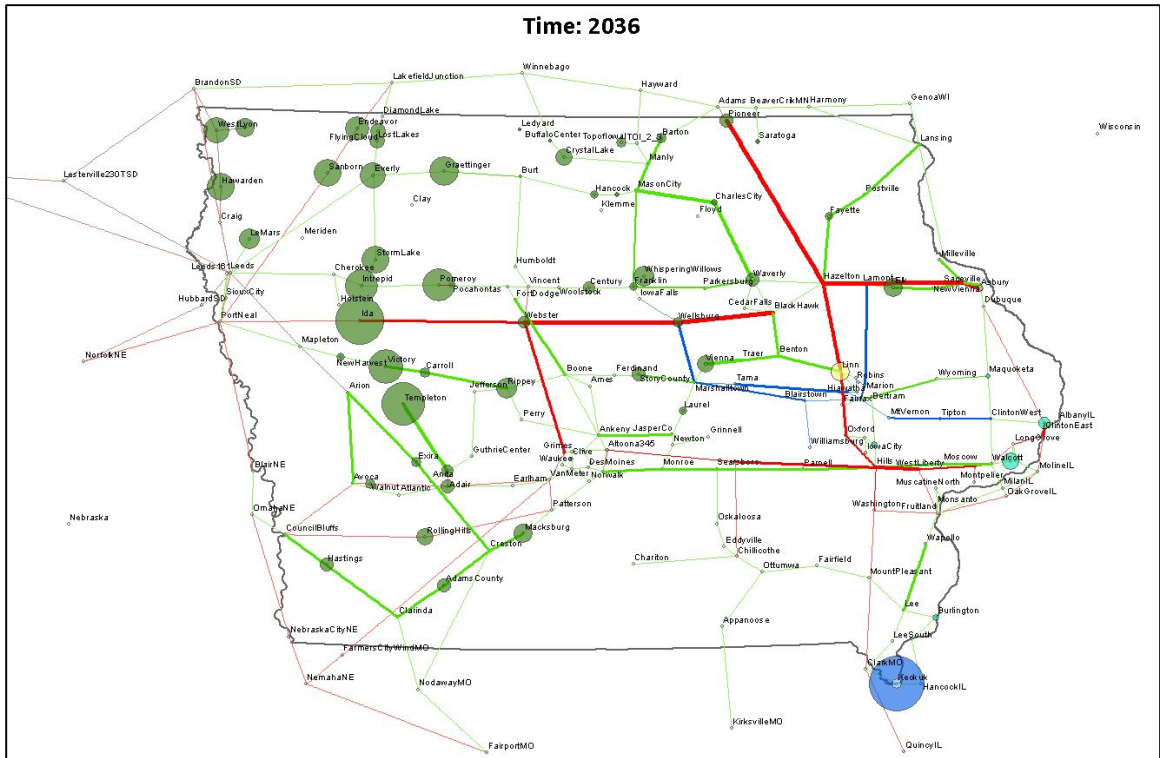 Time: 2036
Winnebago
LakefieldJunction
BrandonSD
Hayward
Adams
BeaverCrikMN
Harmony
GenoaWI
DiamondLake
Pioneer
Wisconsin
WestLyon
Endeavor
FlyingCloud
LostLakes
Ledyard
BuffaloCenter
Barton
Saratoga
Lansing
CrystalLake
Manly
Lesterville230TSD
Hawarden
Sanborn
Everly
Graettinger
Burt
Hancock
MasonCity
Klemme
CharlesCity
Postville
Clay
Floyd
Fayette
Craig
LeMars
Meriden
StormLake
Milleville
Leeds
Cherokee
Humboldt
SiouxCity
Intrepid
Pomeroy
Pocahontas
Vincent
Woolstock
Century
WhisperingWillows
Franklin
IowaFalls
Parkersburg
Waverly
Hazelton
Lamont
Sageville
Asbury
NewVienna
HubbardSD
Holstein
FortDodge
CedarFalls
BlackHawk
Dubuque
PortNeal
Ida
Webster
Wellsburg
Mapleton
NorfolkNE
NewHarvest
Victory
Carroll
Vienna
Traer
Benton
Linn
Arion
Jefferson
Rippey
Boone
Ferdinand
StoryCounty
Ames
Marshalltown
Tama
Robins
Marion
Hiawatha
Bertram
Fairfax
Blairstown
Wyoming
Maquoketa
Templeton
Perry
Laurel
MtVernon
Tipton
ClintonWest
AlbanyIL
ClintonEast
Ankeny
JasperCo
Grinnell
Newton
Williamsburg
Oxford
IowaCity
LongGrove
Grimes
Clive
Altoona345
Waukee
GuthrieCenter
Exira
Anita
DesMoines
Monroe
Searsboro
Parnell
Hills
WestLiberty
Moscow
Walcott
MolineIL
BlairNE
VanMeter
Norwalk
Montpelier
Avoca
Walnut
Atlantic
Adair
Earlham
MuscatineNorth
MilanIL
OakGroveIL
Monsanto
OmahaNE
Nebraska
Patterson
Washington
Fruitland
CouncilBluffs
RollingHills
Macksburg
Oskaloosa
Creston
Eddyville
Chillicothe
Wapello
Hastings
Chariton
Ottumwa
Fairfield
MountPleasant
AdamsCounty
Clarinda
Lee
Burlington
Appanoose
NebraskaCityNE
LeeSouth
FarmersCityWindMO
ClarkMO
NemahaNE
NodawayMO
Keokuk
HancockIL
KirksvilleMO
FairportMO
QuincyIL